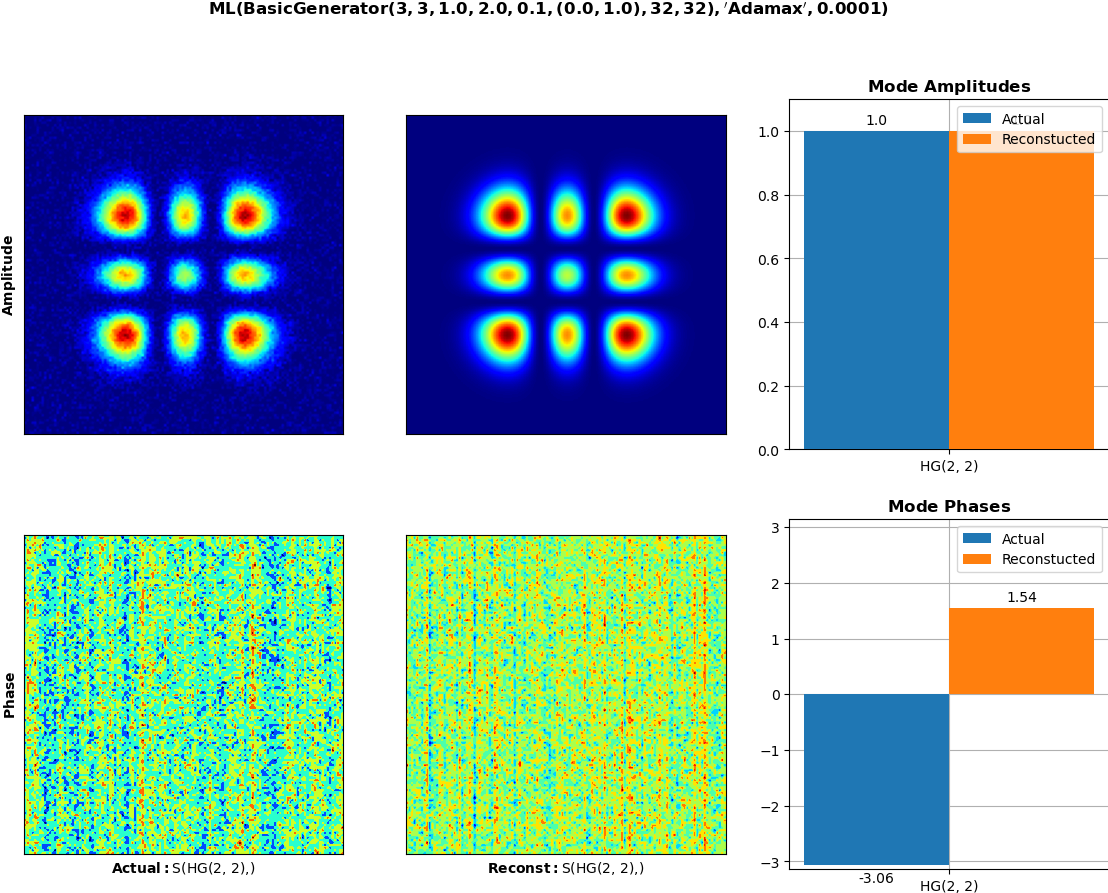 ML(BasicGenerator(3, 3, 1.0, 2.0, 0.1, (0.0, 1.0), 32, 32), ′Adamax′, 0.0001)
Amplitude
Mode Amplitudes
1.0
Actual
Reconstucted
1.0
0.8
0.6
0.4
0.2
0.0
HG(2, 2)
Phase
Actual: S(HG(2, 2),)
Reconst: S(HG(2, 2),)
Mode Phases
Actual
Reconstucted
1.54
3
2
1
0
−1
−2
−3
-3.06
HG(2, 2)